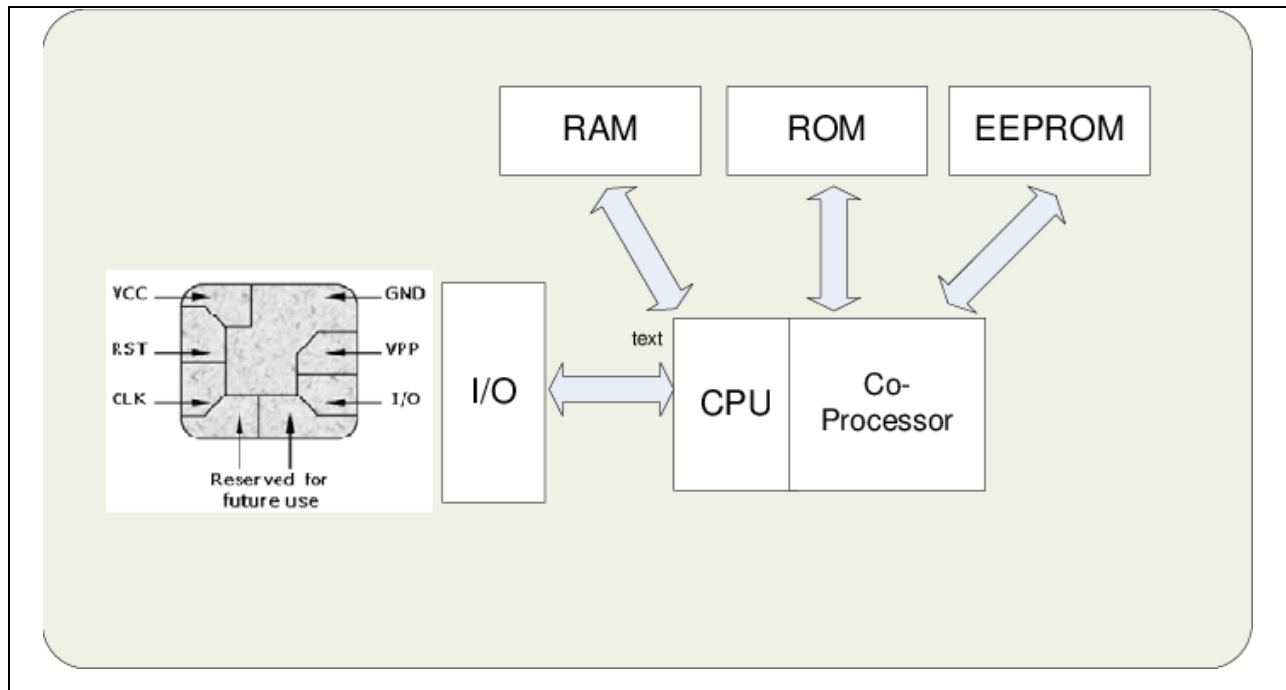 RAM
ROM
EEPROM
VCC
GND
RST
VPP
CLK
I/O
Reserved for
future use
I/O
text
CPU
Co-
Processor